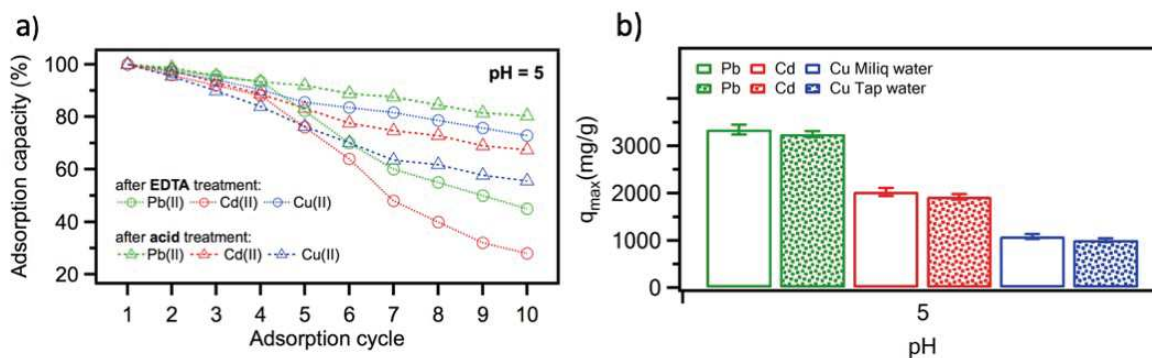 a)
Adsorption capacity (%)
100
80
60
40
20
pH = 5
after EDTA treatment:
Pb(II) Cd(II) Cu(II)
after acid treatment:
Pb(II) Cd(II) Cu(II)
1 2 3 4 5 6 7 8 9 10
Adsorption cycle
b)
qmax(mg/g)
3000
2000
1000
0
Pb Cd Cu Miliq water
Pb Cd Cu Tap water
5
pH